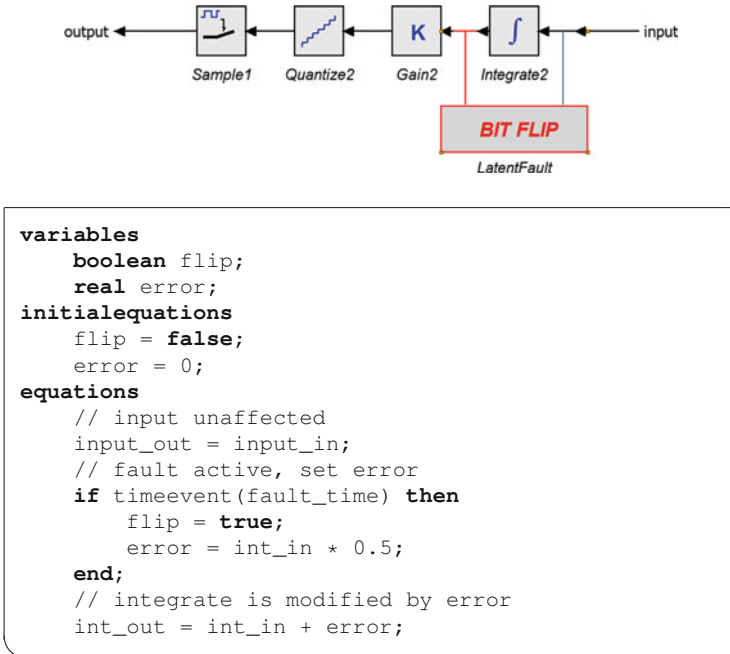 output
input
K
∫
Sample1
Quantize2
Gain2
Integrate2
BIT FLIP
LatentFault
variables
    boolean flip;
    real error;
initialequations
    flip = false;
    error = 0;
equations
    // input unaffected
    input_out = input_in;
    // fault active, set error
    if timeevent(fault_time) then
        flip = true;
        error = int_in * 0.5;
    end;
    // integrate is modified by error
    int_out = int_in + error;